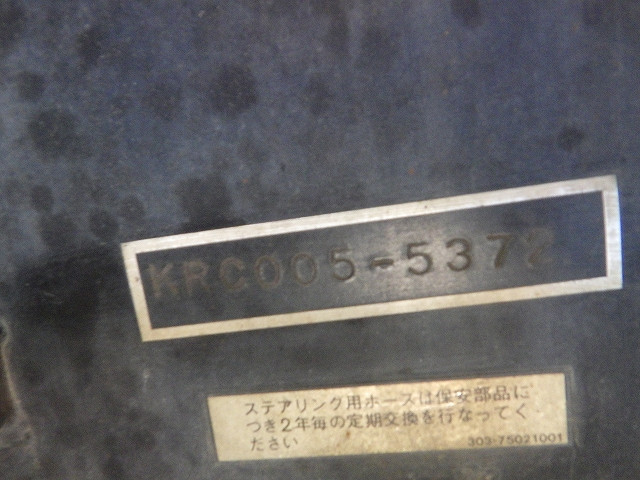 KRC005-5372
ステアリング用ホースは保安部品に
つき2年毎の定期交換を行なってく
ださい
303-75021001